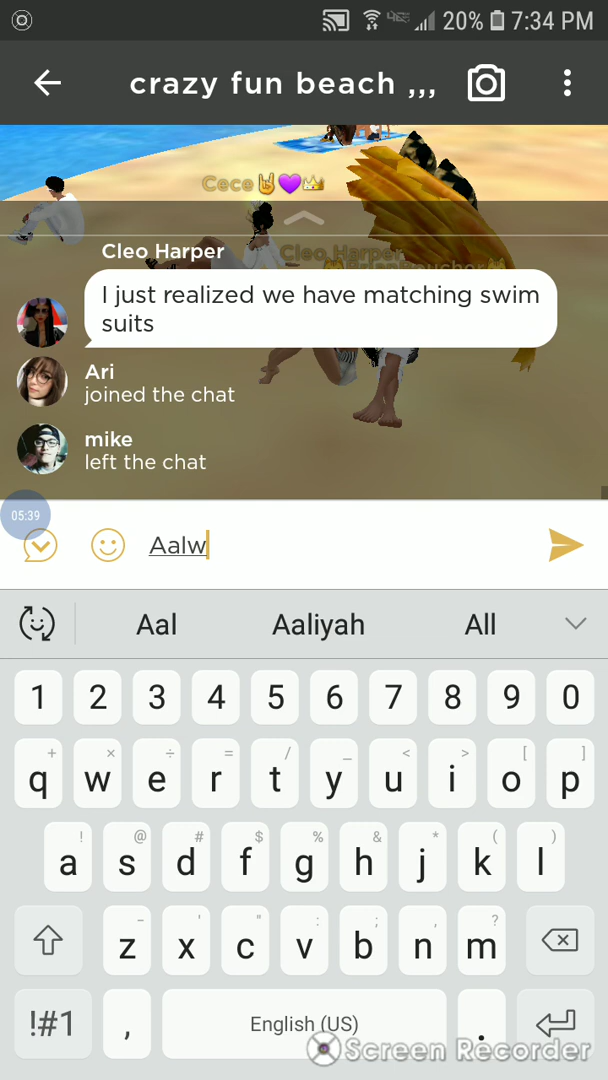 20% 7:34 PM
crazy fun beach ,,,
Cece🤘💜👑
Cleo Harper
Cleo Harper
I just realized we have matching swim
suits
Ari
joined the chat
mike
left the chat
05:39
Aalw
Aal Aaliyah All
1 2 3 4 5 6 7 8 9 0
+ × ÷ = / _ < > [ ]
q w e r t y u i o p
! @ # $ % & * ( )
a s d f g h j k l
- ' " : ; , ?
z x c v b n m
!#1 , English (US) .
Screen Recorder